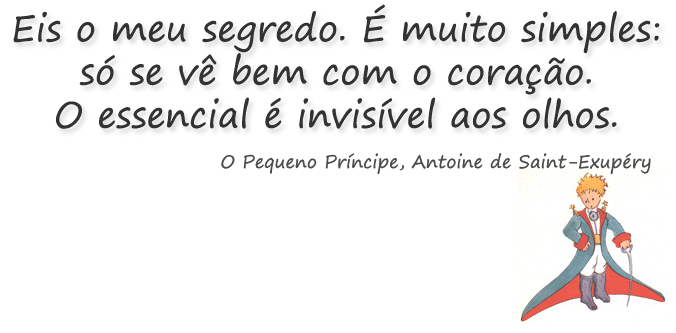 Eis o meu segredo. É muito simples:
só se vê bem com o coração.
O essencial é invisível aos olhos.
O Pequeno Príncipe, Antoine de Saint-Exupéry